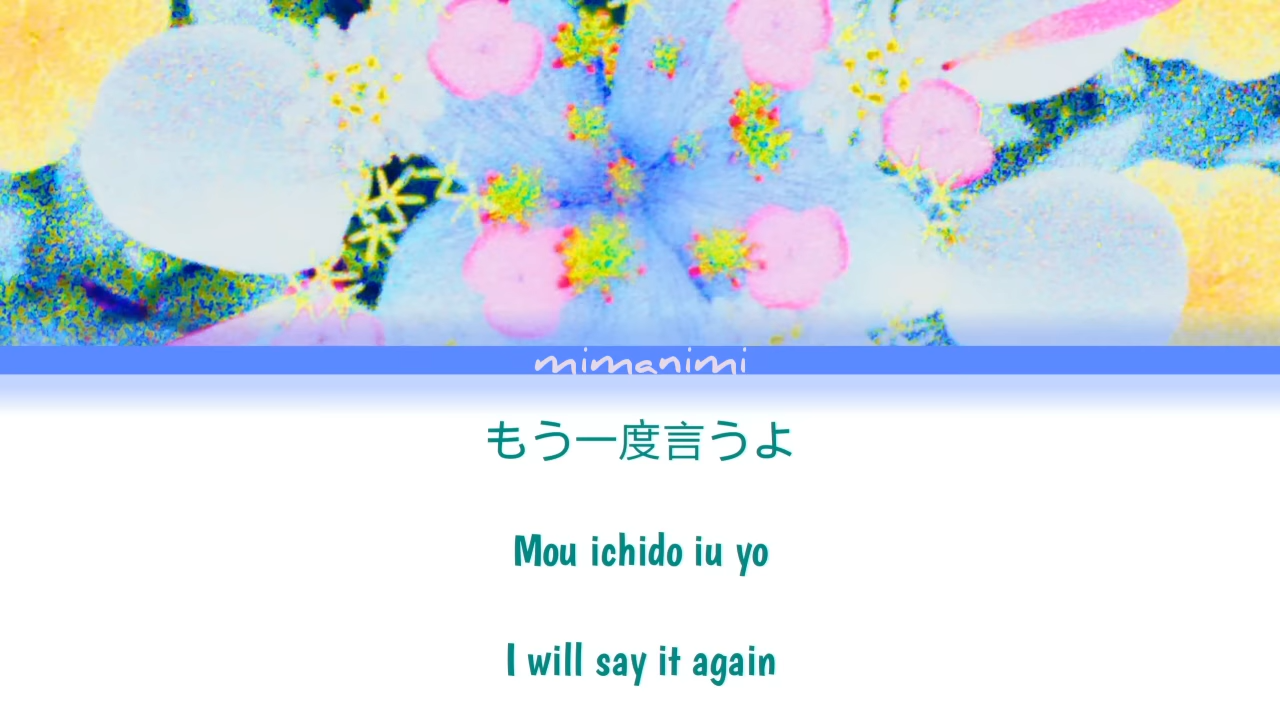 mimanimi
もう一度言うよ
Mou ichido iu yo
I will say it again